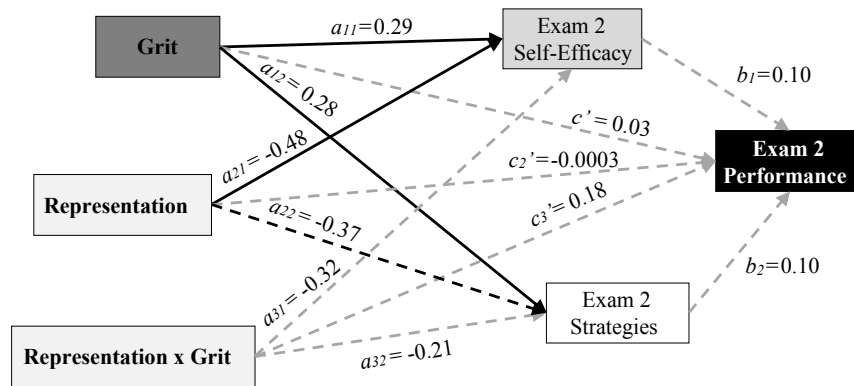 Grit
a11=0.29
Exam 2
Self-Efficacy
a12= 0.28
b1=0.10
c’= 0.03
a21= -0.48
c2’=-0.0003
Exam 2
Performance
Representation
a22= -0.37
c3’= 0.18
a31= -0.32
b2=0.10
Exam 2
Strategies
Representation x Grit
a32= -0.21